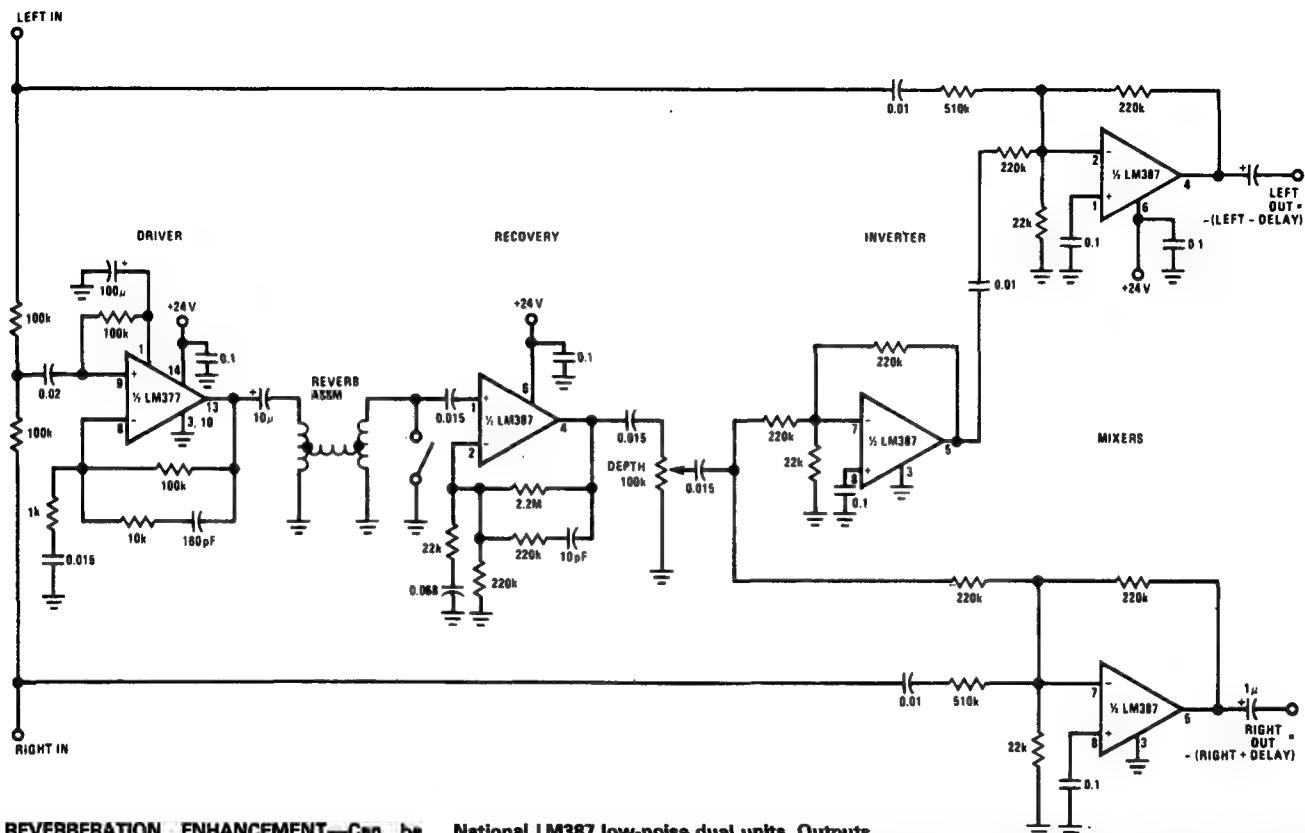 LEFT IN
0.01
510k
220k
220k
2
-
½ LM387
4
+
1
6
+
LEFT
OUT =
-(LEFT - DELAY)
22k
0.1
0.1
+24V
DRIVER
RECOVERY
INVERTER
+
100µ
100k
100k
1
+24V
14
0.1
0.02
9
+
½ LM377
13
-
8
3, 10
+
10µ
100k
100k
1k
10k
180pF
0.015
REVERB
ASSM
+24V
6
0.1
0.015
1
+
½ LM387
4
2
-
0.015
DEPTH
100k
0.015
2.2M
22k
220k
10pF
0.068
220k
0.01
220k
220k
7
-
½ LM387
5
22k
8
+
3
0.1
MIXERS
220k
220k
0.01
510k
7
-
½ LM387
5
8
+
3
22k
0.1
1µ
+
RIGHT
OUT =
-(RIGHT + DELAY)
RIGHT IN
REVERBERATION ENHANCEMENT—Can be
National LM387 low-noise dual units. Outputs